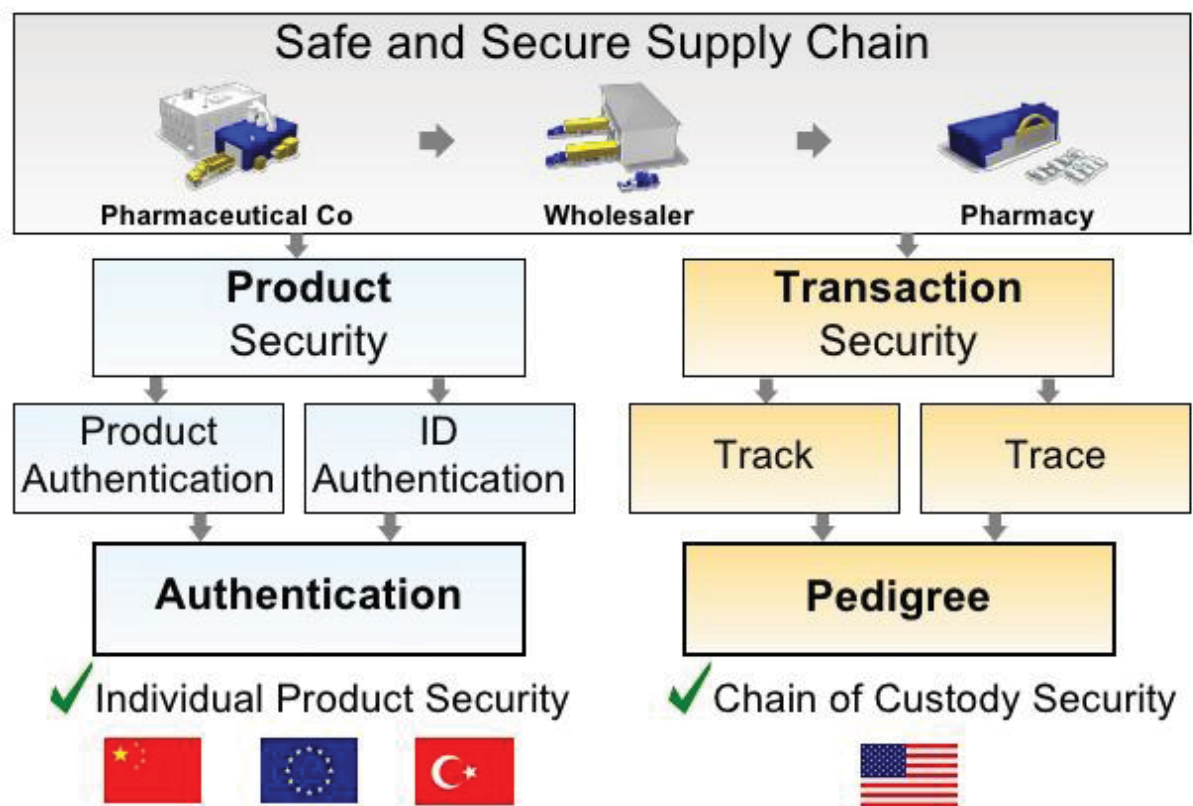 Safe and Secure Supply Chain
Pharmaceutical Co
Wholesaler
Pharmacy
Product
Security
Transaction
Security
Product
Authentication
ID
Authentication
Track
Trace
Authentication
Pedigree
Individual Product Security
Chain of Custody Security